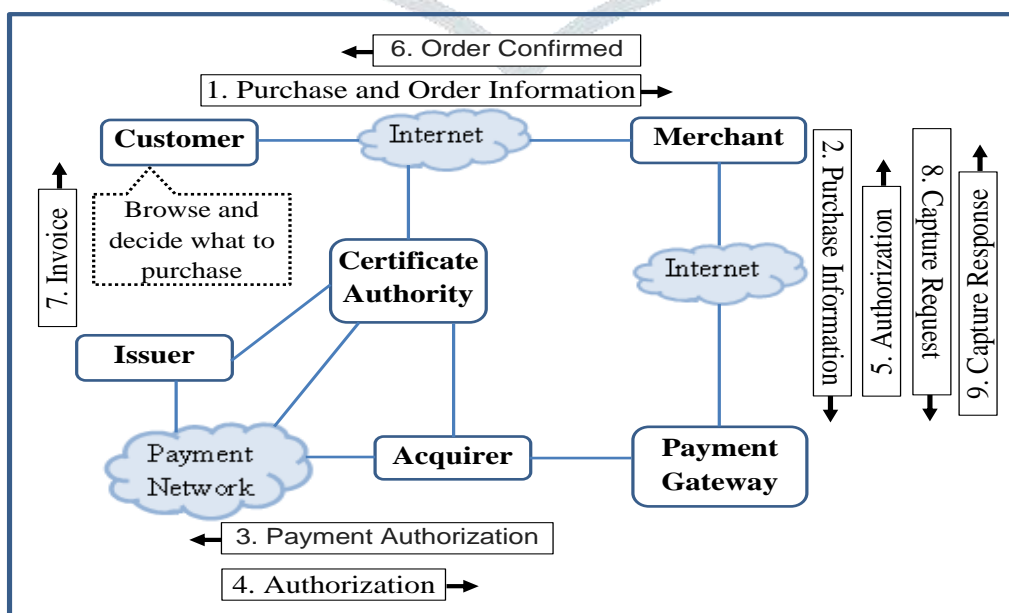 6. Order Confirmed
1. Purchase and Order Information
Customer
Internet
Merchant
Browse and
decide what to
purchase
7. Invoice
Certificate
Authority
Internet
2. Purchase Information
5. Authorization
8. Capture Request
9. Capture Response
Issuer
Payment
Network
Acquirer
Payment
Gateway
3. Payment Authorization
4. Authorization